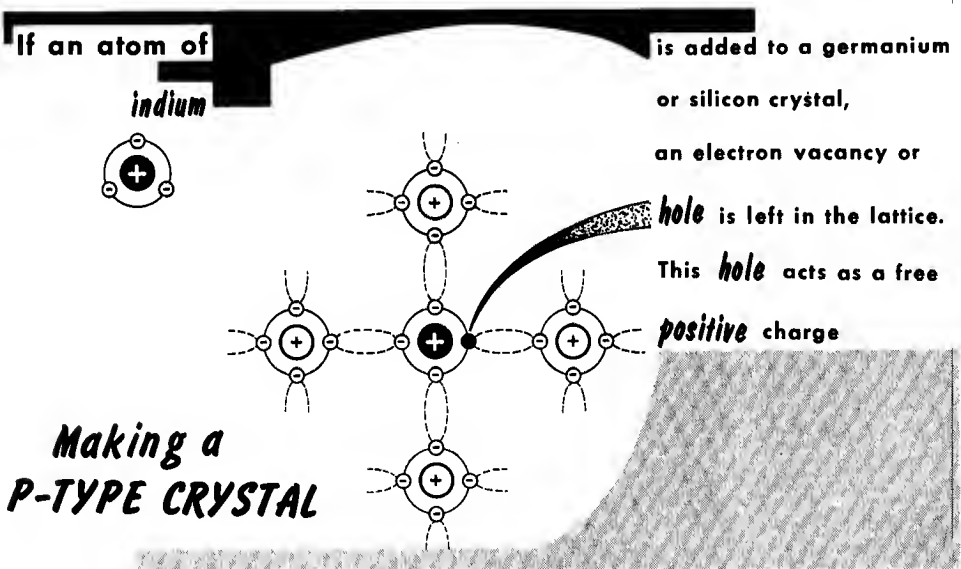 If an atom of
indium
is added to a germanium
or silicon crystal,
an electron vacancy or
hole is left in the lattice.
This hole acts as a free
positive charge
Making a
P-TYPE CRYSTAL